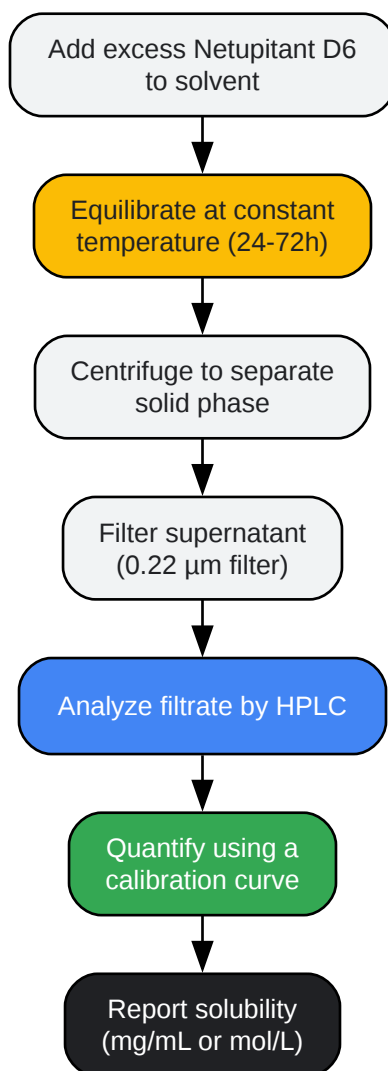 Add excess Netupitant D6
to solvent
Equilibrate at constant
temperature (24-72h)
Centrifuge to separate
solid phase
Filter supernatant
(0.22 µm filter)
Analyze filtrate by HPLC
Quantify using a
calibration curve
Report solubility
(mg/mL or mol/L)